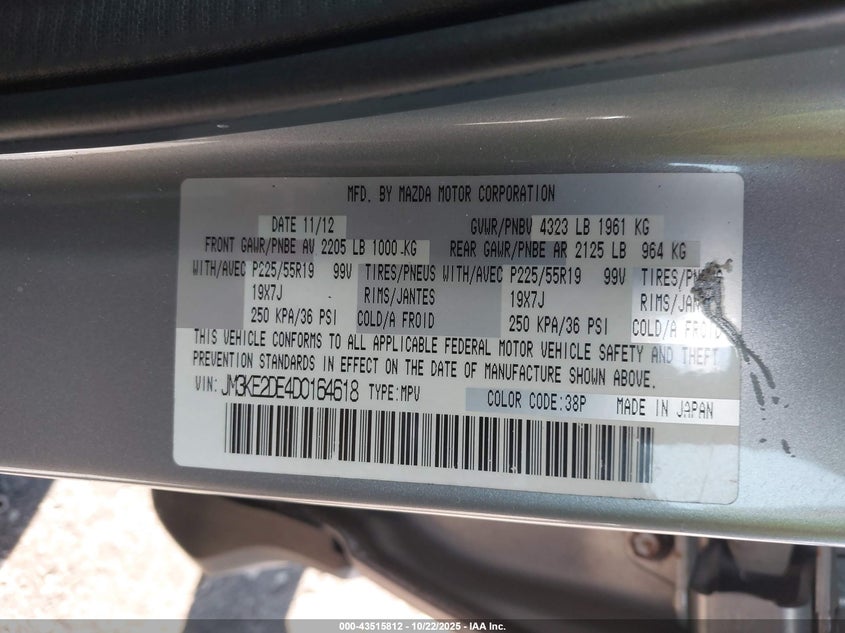 MFD. BY MAZDA MOTOR CORPORATION
DATE 11/12 GVWR/PNBV 4323 LB 1961 KG
FRONT GAWR/PNBE AV 2205 LB 1000 KG REAR GAWR/PNBE AR 2125 LB 964 KG
WITH/AVEC P225/55R19 99V TIRES/PNEUS WITH/AVEC P225/55R19 99V TIRES/PNEUS
19X7J RIMS/JANTES 19X7J RIMS/JANTES
250 KPA/36 PSI COLD/A FROID 250 KPA/36 PSI COLD/A FROID
THIS VEHICLE CONFORMS TO ALL APPLICABLE FEDERAL MOTOR VEHICLE SAFETY AND THEFT
PREVENTION STANDARDS IN EFFECT ON THE DATE OF MANUFACTURE SHOWN ABOVE.
VIN: JM3KE2DE4D0164618 TYPE:MPV COLOR CODE:38P MADE IN JAPAN
000-43515812 - 10/22/2025 - IAA Inc.